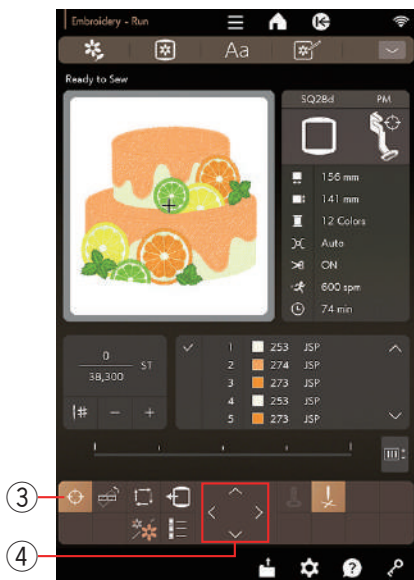 Embroidery - Run
Aa
Ready to Sew
SQ28d PM
156 mm
141 mm
12 Colors
Auto
ON
600 spm
74 min
0
38,300
ST
1 253 JSP
2 274 JSP
3 273 JSP
4 253 JSP
5 273 JSP
# - +
③
④
?